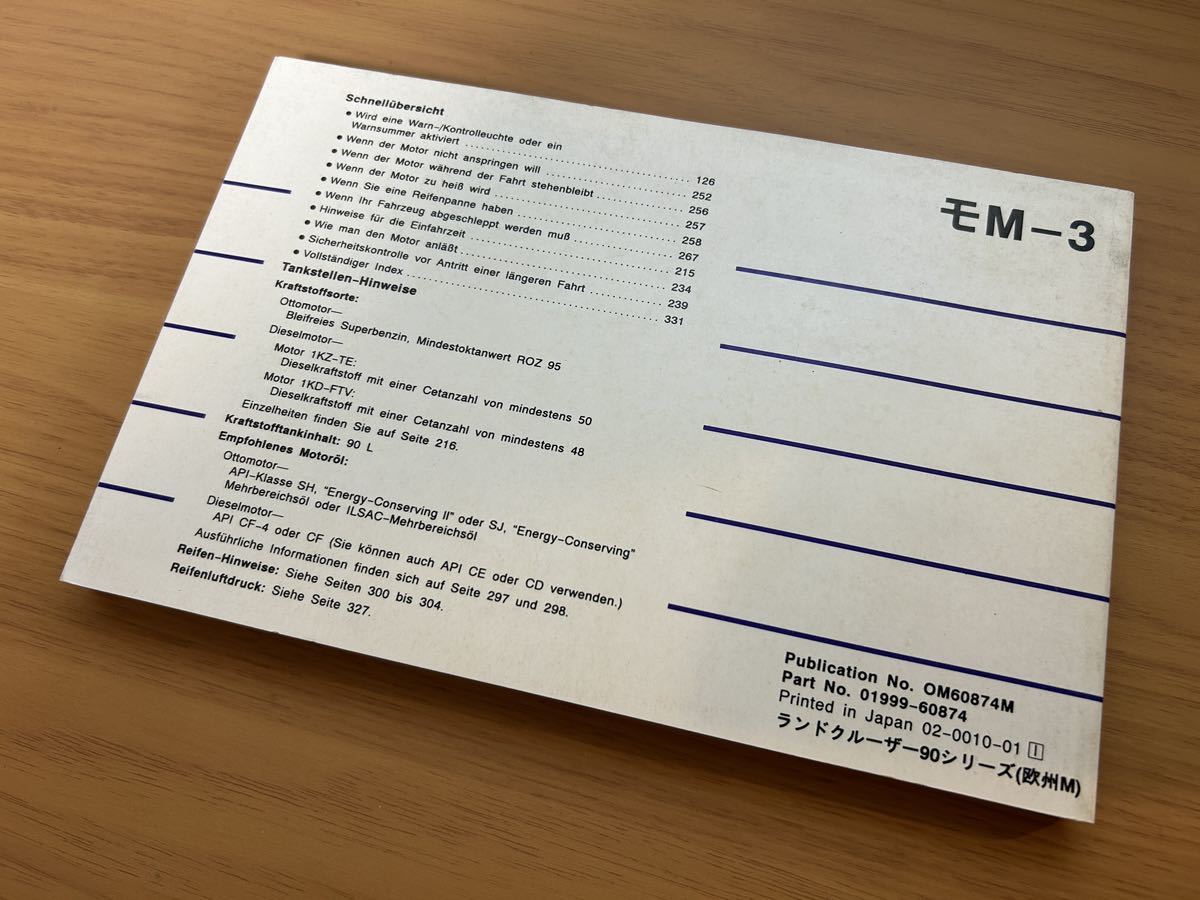 Schnellübersicht
● Wird eine Warn–/Kontrolleuchte oder ein
Warnsummer aktiviert ........ 126
● Wenn der Motor nicht anspringen will ........ 252
● Wenn der Motor während der Fahrt stehenbleibt ........ 256
● Wenn der Motor zu heiß wird ........ 257
● Wenn Sie eine Reifenpanne haben ........ 258
● Wenn Ihr Fahrzeug abgeschleppt werden muß ........ 267
● Hinweise für die Einfahrzeit ........ 215
● Wie man den Motor anläßt ........ 234
● Sicherheitskontrolle vor Antritt einer längeren Fahrt ........ 239
● Vollständiger Index ........ 331
Tankstellen–Hinweise
Kraftstoffsorte:
Ottomotor—
Bleifreies Superbenzin, Mindestoktanwert ROZ 95
Dieselmotor—
Motor 1KZ–TE:
Dieselkraftstoff mit einer Cetanzahl von mindestens 50
Motor 1KD–FTV:
Dieselkraftstoff mit einer Cetanzahl von mindestens 48
Einzelheiten finden Sie auf Seite 216.
Kraftstofftankinhalt: 90 L
Empfohlenes Motoröl:
Ottomotor—
API–Klasse SH, "Energy–Conserving II" oder SJ, "Energy–Conserving"
Mehrbereichsöl oder ILSAC–Mehrbereichsöl
Dieselmotor—
API CF–4 oder CF (Sie können auch API CE oder CD verwenden.)
Ausführliche Informationen finden sich auf Seite 297 und 298.
Reifen–Hinweise: Siehe Seiten 300 bis 304.
Reifenluftdruck: Siehe Seite 327.
モM−3
Publication No. OM60874M
Part No. 01999–60874
Printed in Japan 02-0010-01 I
ランドクルーザー90シリーズ(欧州M)